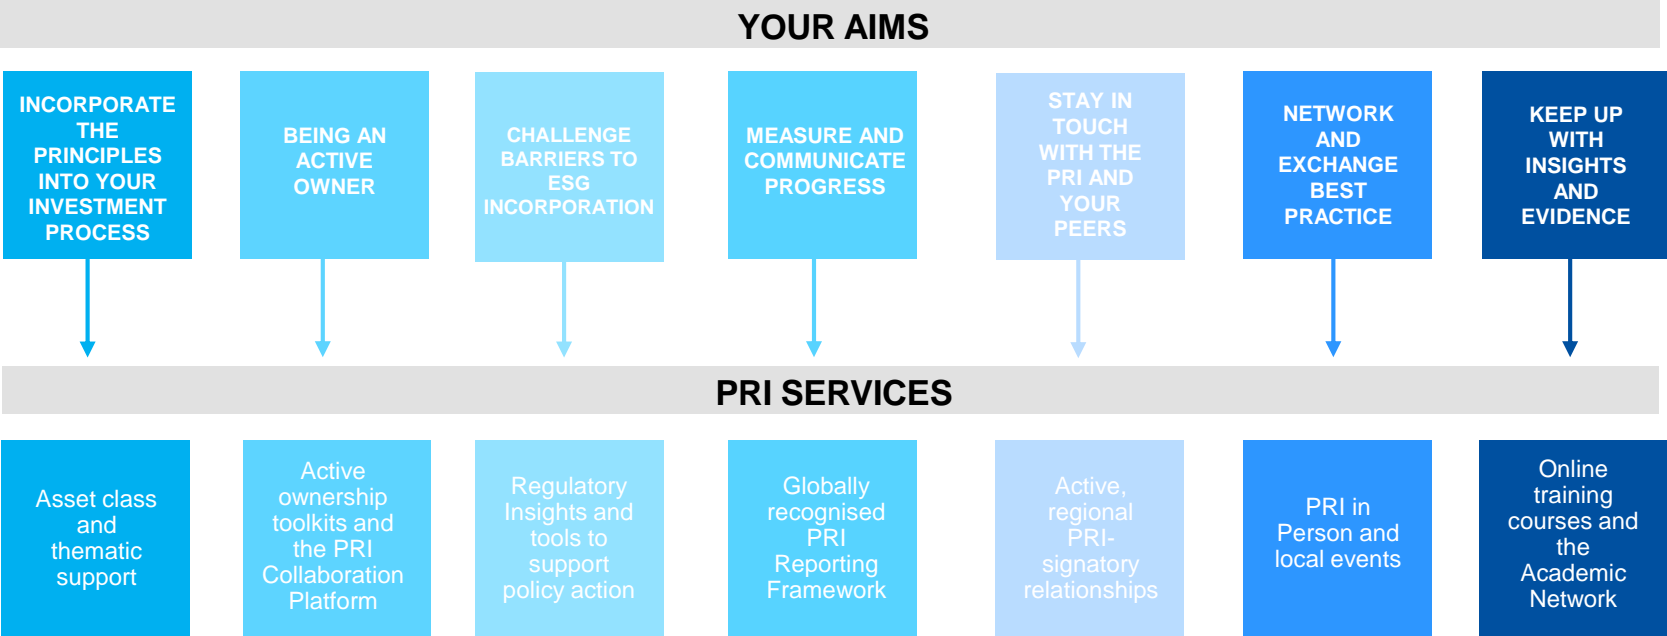 YOUR AIMS
INCORPORATE
THE
PRINCIPLES
INTO YOUR
INVESTMENT
PROCESS
BEING AN
ACTIVE
OWNER
CHALLENGE
BARRIERS TO
ESG
INCORPORATION
MEASURE AND
COMMUNICATE
PROGRESS
STAY IN
TOUCH
WITH THE
PRI AND
YOUR
PEERS
NETWORK
AND
EXCHANGE
BEST
PRACTICE
KEEP UP
WITH
INSIGHTS
AND
EVIDENCE
PRI SERVICES
Asset class
and
thematic
support
Active
ownership
toolkits and
the PRI
Collaboration
Platform
Regulatory
Insights and
tools to
support
policy action
Globally
recognised
PRI
Reporting
Framework
Active,
regional
PRI-
signatory
relationships
PRI in
Person and
local events
Online
training
courses and
the
Academic
Network